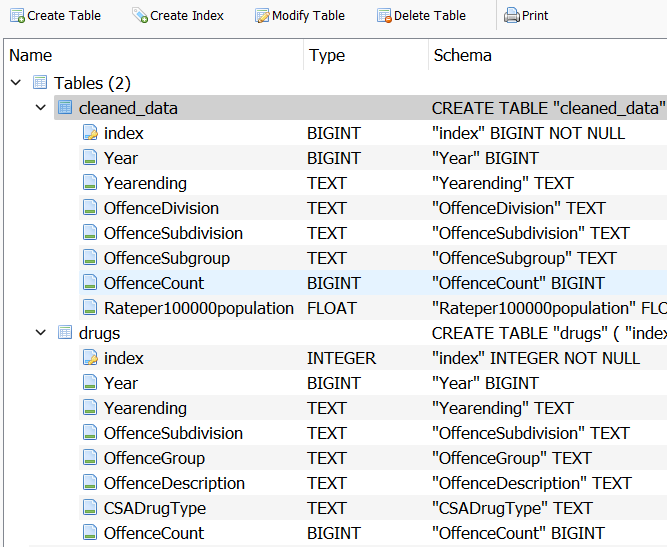 Create Table Create Index Modify Table Delete Table Print
Name Type Schema
Tables (2)
cleaned_data CREATE TABLE "cleaned_data"
index BIGINT "index" BIGINT NOT NULL
Year BIGINT "Year" BIGINT
Yearending TEXT "Yearending" TEXT
OffenceDivision TEXT "OffenceDivision" TEXT
OffenceSubdivision TEXT "OffenceSubdivision" TEXT
OffenceSubgroup TEXT "OffenceSubgroup" TEXT
OffenceCount BIGINT "OffenceCount" BIGINT
Rateper100000population FLOAT "Rateper100000population" FLO
drugs CREATE TABLE "drugs" ( "index
index INTEGER "index" INTEGER NOT NULL
Year BIGINT "Year" BIGINT
Yearending TEXT "Yearending" TEXT
OffenceSubdivision TEXT "OffenceSubdivision" TEXT
OffenceGroup TEXT "OffenceGroup" TEXT
OffenceDescription TEXT "OffenceDescription" TEXT
CSADrugType TEXT "CSADrugType" TEXT
OffenceCount BIGINT "OffenceCount" BIGINT